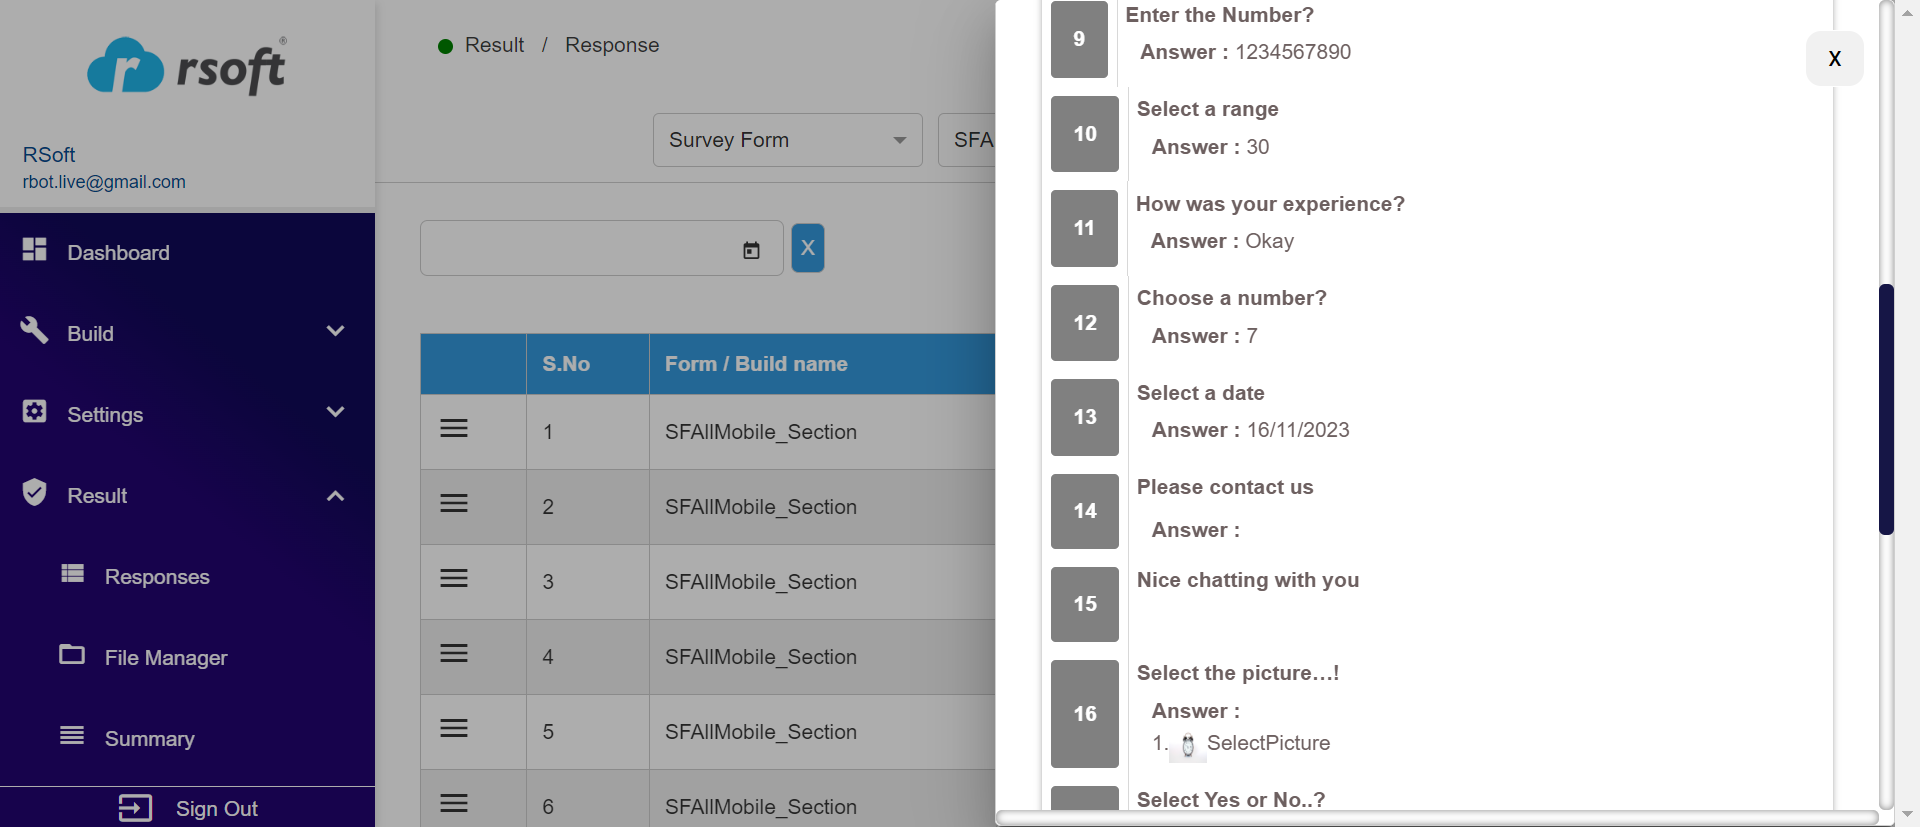 rsoft®
RSoft
rbot.live@gmail.com
Dashboard
Build
Settings
Result
Responses
File Manager
Summary
Sign Out
Result / Response
Survey Form
SFA
X
S.No Form / Build name
1 SFAllMobile_Section
2 SFAllMobile_Section
3 SFAllMobile_Section
4 SFAllMobile_Section
5 SFAllMobile_Section
6 SFAllMobile_Section
X
9 Enter the Number?
Answer : 1234567890
10 Select a range
Answer : 30
11 How was your experience?
Answer : Okay
12 Choose a number?
Answer : 7
13 Select a date
Answer : 16/11/2023
14 Please contact us
Answer :
15 Nice chatting with you
16 Select the picture...!
Answer :
1. SelectPicture
Select Yes or No..?